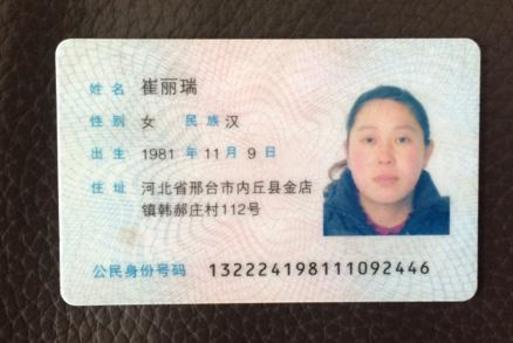 姓名 崔丽瑞
性别 女 民族 汉
出生 1981 年 11 月 9 日
住址 河北省邢台市内丘县金店
镇韩郝庄村112号
公民身份号码 132224198111092446